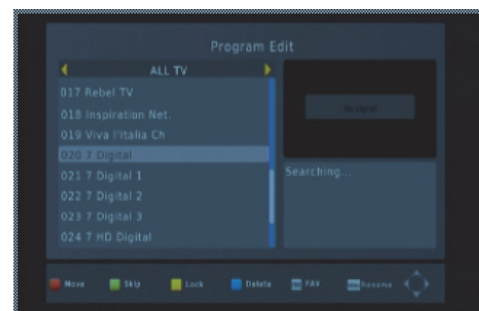 Program Edit
ALL TV
017 Rebel TV
018 Inspiration Net.
019 Viva l'Italia Ch
020 7 Digital
021 7 Digital 1
022 7 Digital 2
023 7 Digital 3
024 7 HD Digital
No signal
Searching...
Move Skip Lock Delete FAV Rename